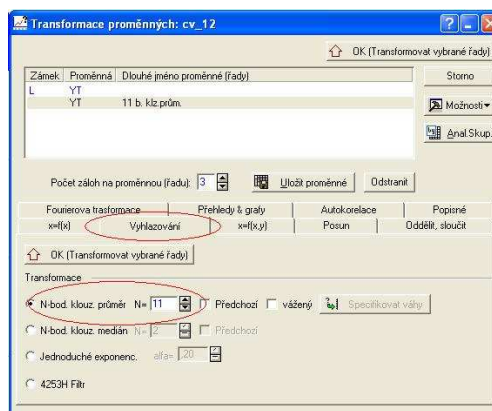 Transformace proměnných: cv_12
OK (Transformovat vybrané řady)
Zámek Proměnná Dlouhé jméno proměnné (řady)
L YT
YT 11 b. klz.prům.
Storno
Možnosti
Anal.Skup.
Počet záloh na proměnnou (řadu): 3 Uložit proměnné Odstranit
Fourierova trasformace Přehledy & grafy Autokorelace Popisné
x=f(x) Vyhlazování x=f(x,y) Posun Oddělit, sloučit
OK (Transformovat vybrané řady)
Transformace
N-bod. klouz. průměr N= 11 Předchozí vážený Specifikovat váhy
N-bod. klouz. medián N= 2 Předchozí
Jednoduché exponenc. alfa= .20
4253H Filtr